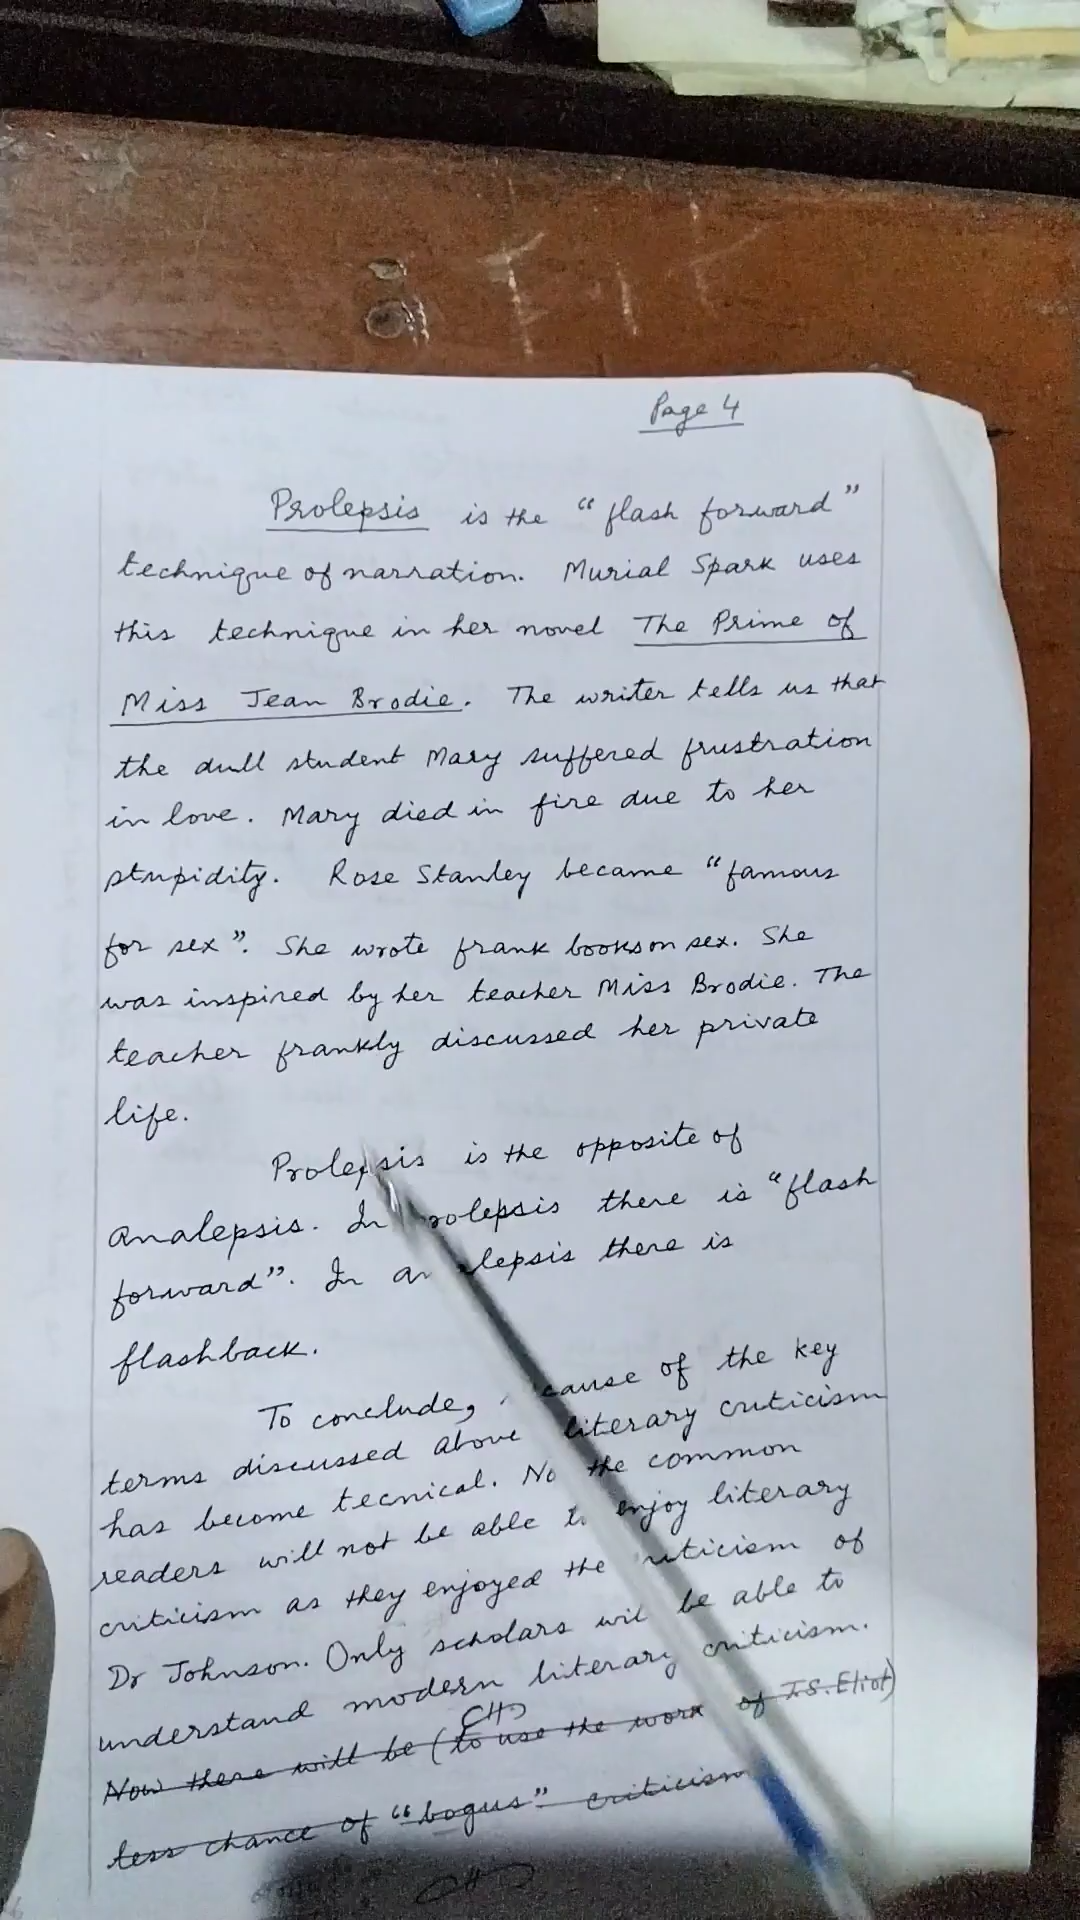 Page 4
Prolepsis is the "flash forward"
technique of narration. Murial Spark uses
this technique in her novel The Prime of
Miss Jean Brodie. The writer tells us that
the dull student Mary suffered frustration
in love. Mary died in fire due to her
stupidity. Rose Stanley became "famous
for sex". She wrote frank books on sex. She
was inspired by her teacher Miss Brodie. The
teacher frankly discussed her private
life.
Prolepsis is the opposite of
Analepsis. In rolepsis there is "flash
forward". In an lepsis there is
flashback.
To conclude, cause of the key
terms discussed above literary criticism
has become tecnical. No the common
readers will not be able to enjoy literary
criticism as they enjoyed the criticism of
Dr Johnson. Only scholars wil be able to
understand modern literary criticism.
Now there will be (to use the work of T.S. Eliot)
less chance of "bogus" criticism